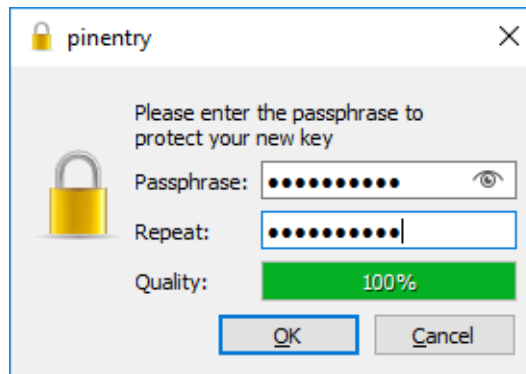 pinentry
Please enter the passphrase to
protect your new key
Passphrase: ●●●●●●●●●●
Repeat: ●●●●●●●●●●
Quality: 100%
OK Cancel